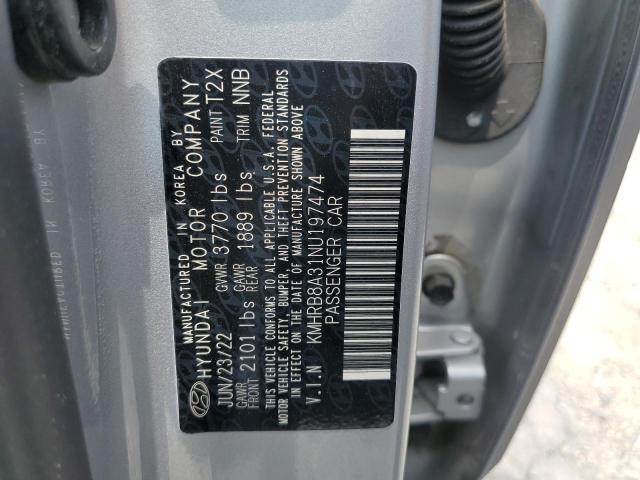 MANUFACTURED IN KOREA BY
HYUNDAI MOTOR COMPANY
JUN/23/22 GVWR 3770 lbs PAINT T2X
GAWR FRONT 2101 lbs GAWR REAR 1889 lbs TRIM NNB
THIS VEHICLE CONFORMS TO ALL APPLICABLE U.S.A. FEDERAL
MOTOR VEHICLE SAFETY, BUMPER, AND THEFT PREVENTION STANDARDS
IN EFFECT ON THE DATE OF MANUFACTURE SHOWN ABOVE
V.I.N KMHRB8A31NU197474
PASSENGER CAR